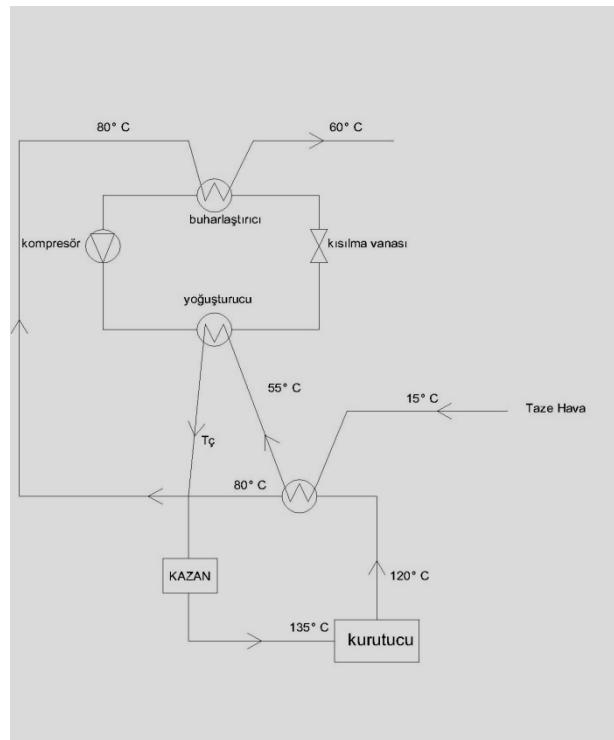 80° C
60° C
buharlaştırıcı
kompresör
kısılma vanası
yoğuşturucu
55° C
15° C
Taze Hava
Tç
80° C
KAZAN
120° C
135° C
kurutucu